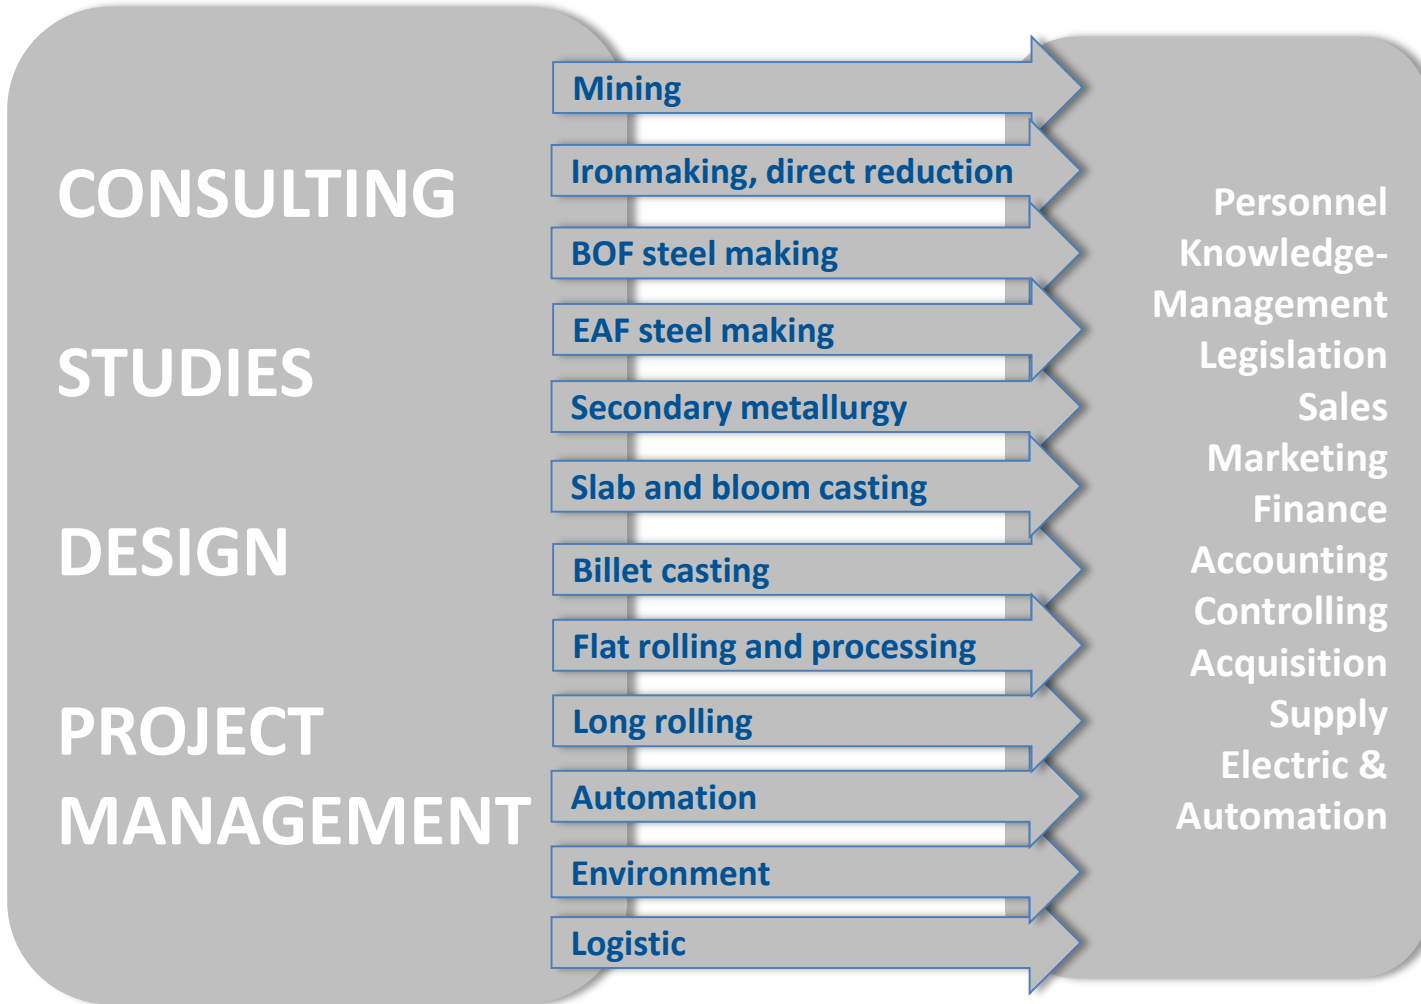 CONSULTING
STUDIES
DESIGN
PROJECT
MANAGEMENT
Mining
Ironmaking, direct reduction
BOF steel making
EAF steel making
Secondary metallurgy
Slab and bloom casting
Billet casting
Flat rolling and processing
Long rolling
Automation
Environment
Logistic
Personnel
Knowledge-
Management
Legislation
Sales
Marketing
Finance
Accounting
Controlling
Acquisition
Supply
Electric &
Automation